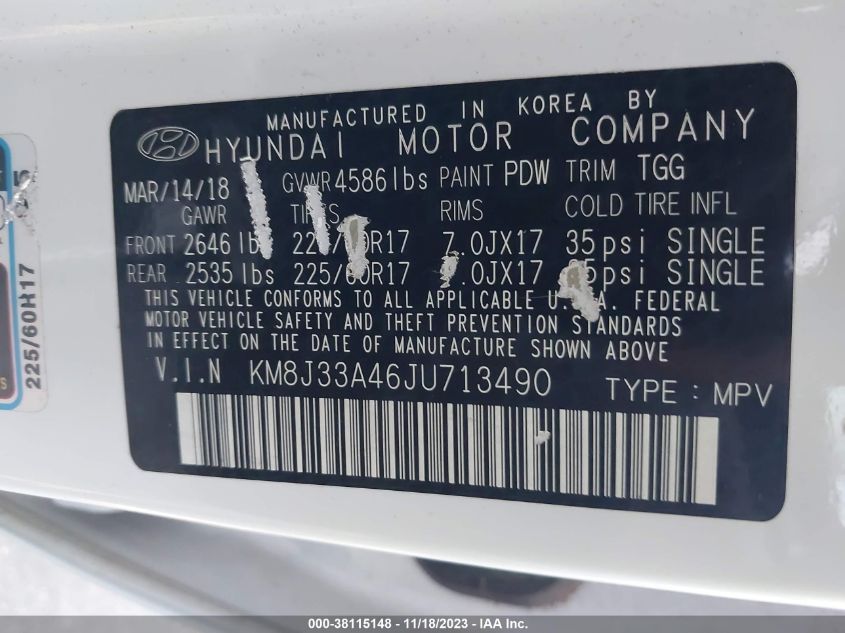 MANUFACTURED IN KOREA BY
HYUNDAI MOTOR COMPANY
MAR/14/18 GVWR 4586lbs PAINT PDW TRIM TGG
GAWR TIRES RIMS COLD TIRE INFL
FRONT 2646 lbs R17 7.0JX17 35psi SINGLE
REAR 2535 lbs 225/60R17 .0JX17 psi SINGLE
THIS VEHICLE CONFORMS TO ALL APPLICABLE U.S.A. FEDERAL
MOTOR VEHICLE SAFETY AND THEFT PREVENTION STANDARDS
IN EFFECT ON THE DATE OF MANUFACTURE SHOWN ABOVE
V.I.N KM8J33A46JU713490 TYPE : MPV
225/60R17
000-38115148 - 11/18/2023 - IAA Inc.